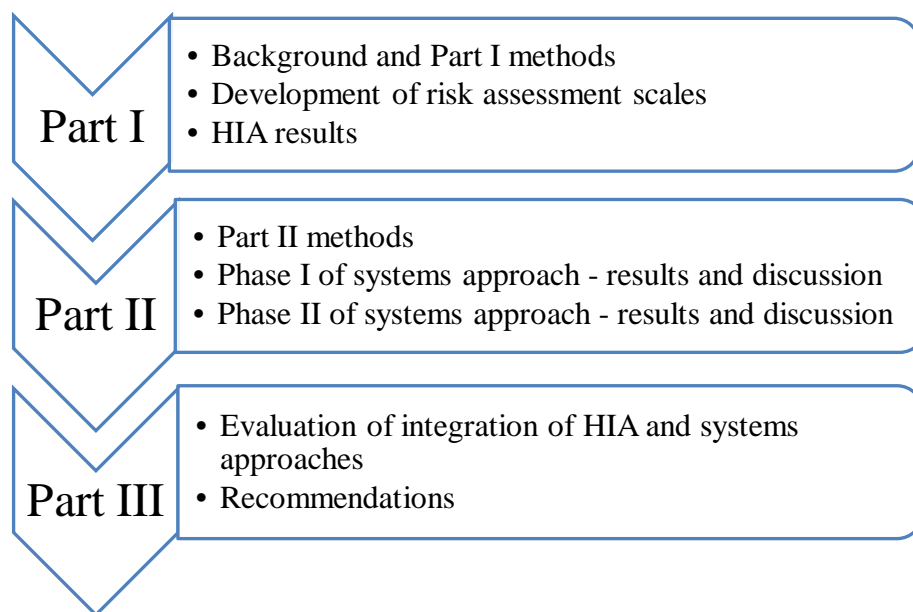 Part I
• Background and Part I methods
• Development of risk assessment scales
• HIA results
Part II
• Part II methods
• Phase I of systems approach - results and discussion
• Phase II of systems approach - results and discussion
Part III
• Evaluation of integration of HIA and systems
approaches
• Recommendations